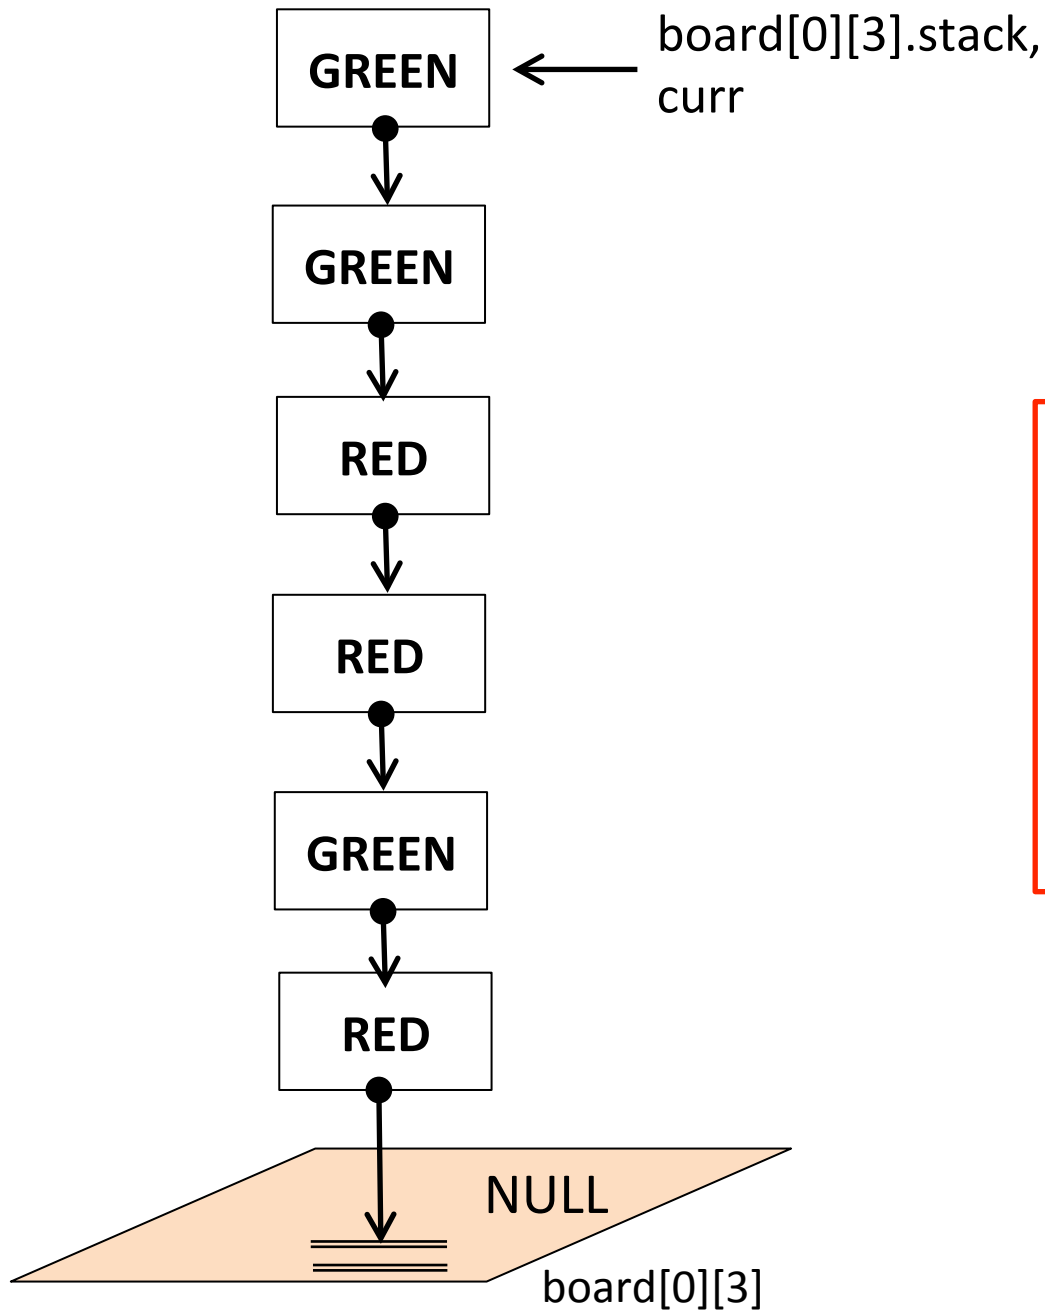 GREEN
board[0][3].stack,
curr
GREEN
RED
RED
GREEN
RED
NULL
board[0][3]